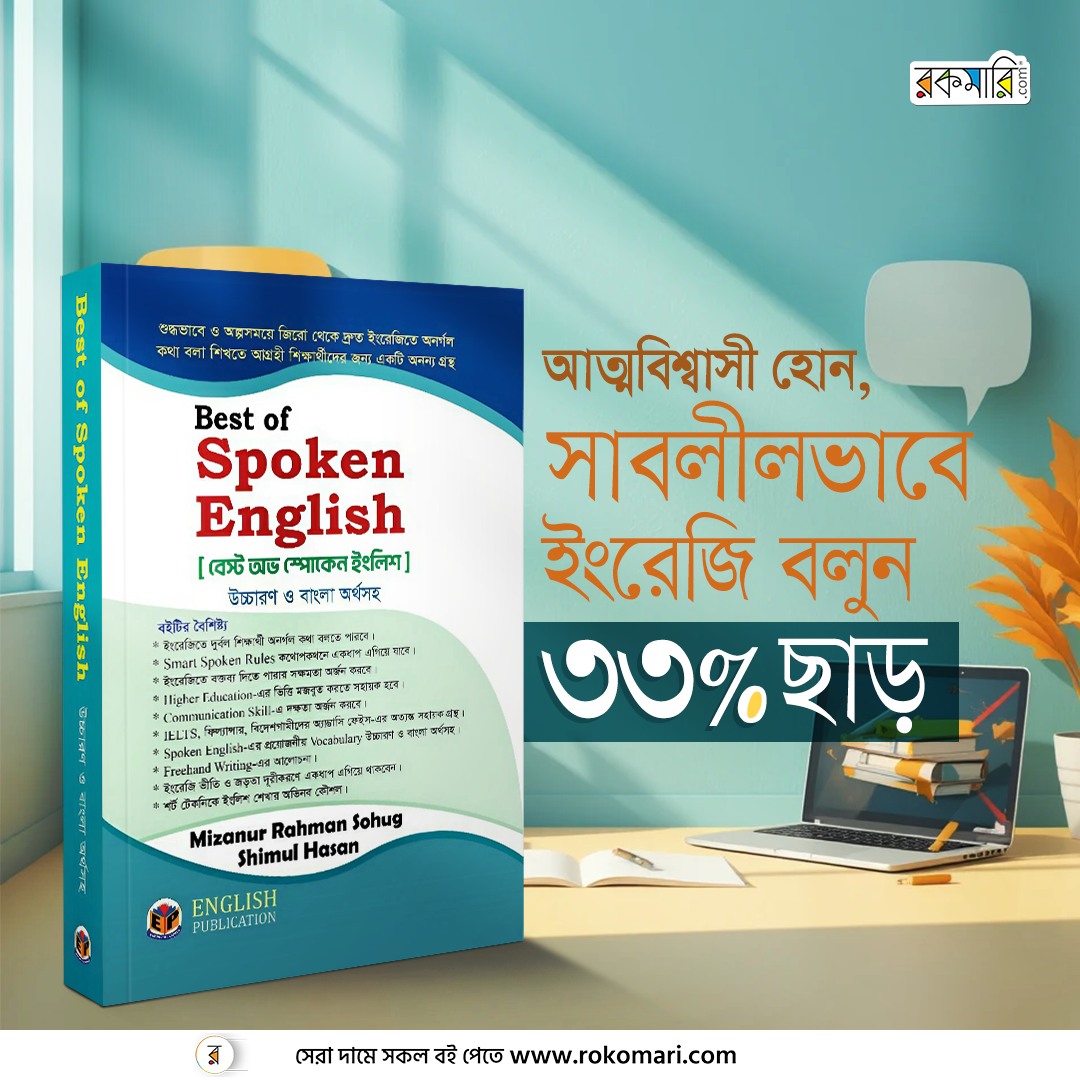 রকমারি.com
শুদ্ধভাবে ও অল্পসময়ে জিরো থেকে দ্রুত ইংরেজিতে অনর্গল
কথা বলা শিখতে আগ্রহী শিক্ষার্থীদের জন্য একটি অনন্য গ্রন্থ
Best of
Spoken
English
[ বেস্ট অভ স্পোকেন ইংলিশ ]
উচ্চারণ ও বাংলা অর্থসহ
বইটির বৈশিষ্ট্য
* ইংরেজিতে দুর্বল শিক্ষার্থী অনর্গল কথা বলতে পারবে।
* Smart Spoken Rules কথোপকথনে একধাপ এগিয়ে যাবে।
* ইংরেজিতে বক্তব্য দিতে পারার সক্ষমতা অর্জন করবে।
* Higher Education-এর ভিত্তি মজবুত করতে সহায়ক হবে।
* Communication Skill-এ দক্ষতা অর্জন করবে।
* IELTS, ফিল্যান্সার, বিদেশগামীদের অ্যাম্বাসি ফেইস-এর অত্যন্ত সহায়ক গ্রন্থ।
* Spoken English-এর প্রয়োজনীয় Vocabulary উচ্চারণ ও বাংলা অর্থসহ।
* Freehand Writing-এর আলোচনা।
* ইংরেজি ভীতি ও জড়তা দূরীকরণে একধাপ এগিয়ে থাকবেন।
* শর্ট টেকনিকে ইংলিশ শেখার অভিনব কৌশল।
Mizanur Rahman Sohug
Shimul Hasan
EP
ENGLISH
PUBLICATION
Best of Spoken English উচ্চারণ ও বাংলা অর্থসহ
EP
আত্মবিশ্বাসী হোন,
সাবলীলভাবে
ইংরেজি বলুন
৩৩% ছাড়
র
সেরা দামে সকল বই পেতে www.rokomari.com